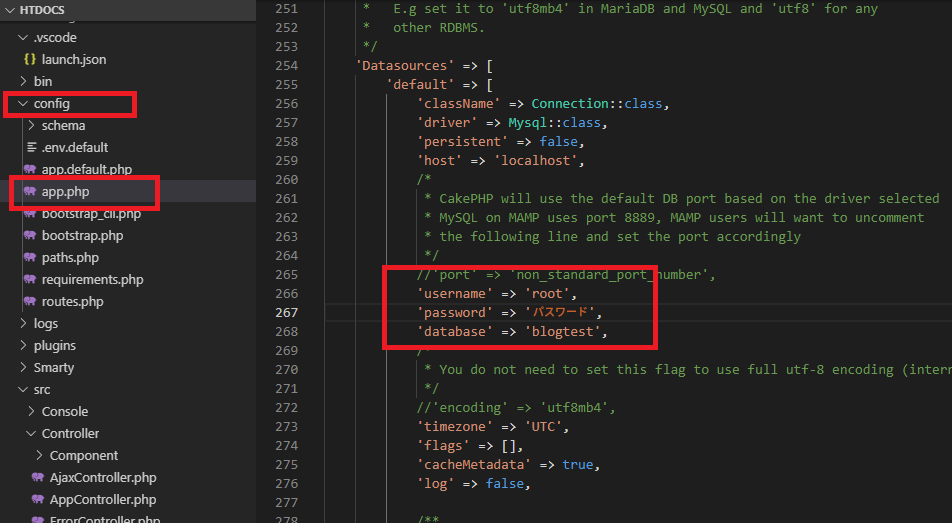 HTDOCS
.vscode
{} launch.json
bin
config
schema
.env.default
app.default.php
app.php
bootstrap_cli.php
bootstrap.php
paths.php
requirements.php
routes.php
logs
plugins
Smarty
src
Console
Controller
Component
AjaxController.php
AppController.php
ErrorController.php
251 * E.g set it to 'utf8mb4' in MariaDB and MySQL and 'utf8' for any
252 * other RDBMS.
253 */
254 'Datasources' => [
255 'default' => [
256 'className' => Connection::class,
257 'driver' => Mysql::class,
258 'persistent' => false,
259 'host' => 'localhost',
260 /*
261 * CakePHP will use the default DB port based on the driver selected
262 * MySQL on MAMP uses port 8889, MAMP users will want to uncomment
263 * the following line and set the port accordingly
264 */
265 //'port' => 'non_standard_port_number',
266 'username' => 'root',
267 'password' => 'パスワード',
268 'database' => 'blogtest',
269 /*
270 * You do not need to set this flag to use full utf-8 encoding (intern
271 */
272 //'encoding' => 'utf8mb4',
273 'timezone' => 'UTC',
274 'flags' => [],
275 'cacheMetadata' => true,
276 'log' => false,
277
278 /**